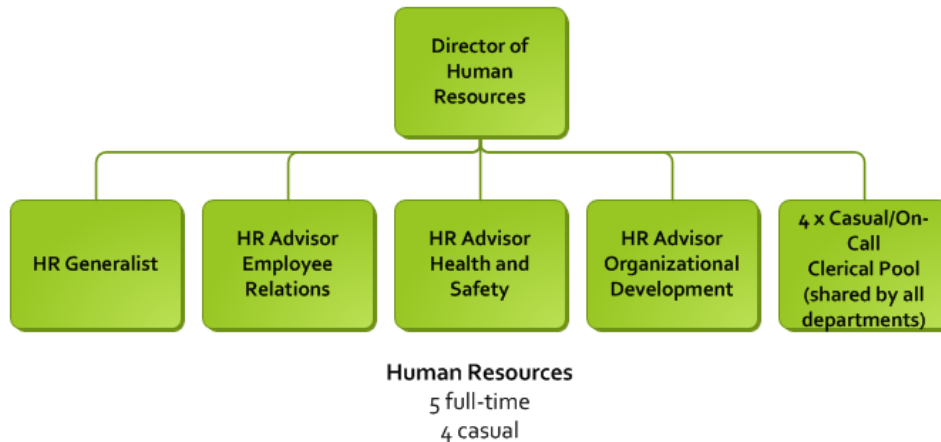 Director of
Human
Resources
HR Generalist
HR Advisor
Employee
Relations
HR Advisor
Health and
Safety
HR Advisor
Organizational
Development
4 x Casual/On-
Call
Clerical Pool
(shared by all
departments)
Human Resources
5 full-time
4 casual